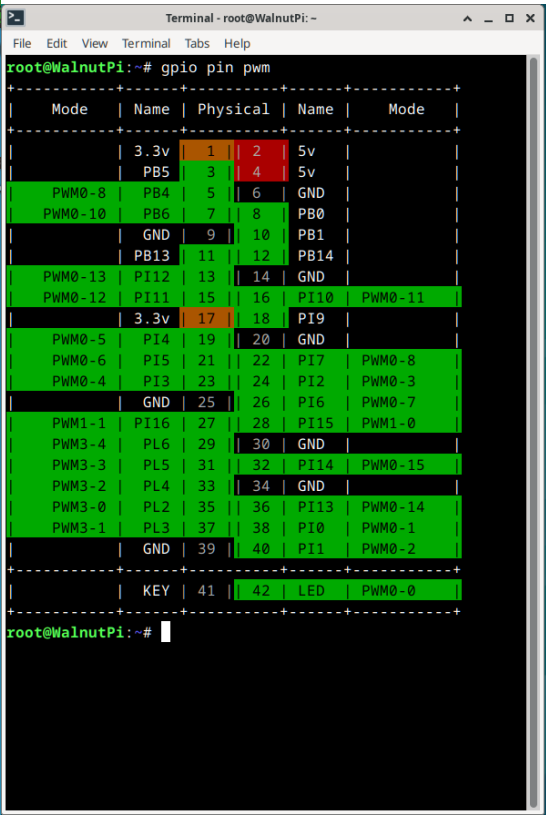 Terminal - root@WalnutPi: ~
File Edit View Terminal Tabs Help
root@WalnutPi:~# gpio pin pwm
+-----------+------+-----------+------+-----------+
| Mode | Name | Physical | Name | Mode |
+-----------+------+-----------+------+-----------+
| | 3.3v | 1 || 2 | 5v | |
| | PB5 | 3 || 4 | 5v | |
| PWM0-8 | PB4 | 5 || 6 | GND | |
| PWM0-10 | PB6 | 7 || 8 | PB0 | |
| | GND | 9 || 10 | PB1 | |
| | PB13 | 11 || 12 | PB14 | |
| PWM0-13 | PI12 | 13 || 14 | GND | |
| PWM0-12 | PI11 | 15 || 16 | PI10 | PWM0-11 |
| | 3.3v | 17 || 18 | PI9 | |
| PWM0-5 | PI4 | 19 || 20 | GND | |
| PWM0-6 | PI5 | 21 || 22 | PI7 | PWM0-8 |
| PWM0-4 | PI3 | 23 || 24 | PI2 | PWM0-3 |
| | GND | 25 || 26 | PI6 | PWM0-7 |
| PWM1-1 | PI16 | 27 || 28 | PI15 | PWM1-0 |
| PWM3-4 | PL6 | 29 || 30 | GND | |
| PWM3-3 | PL5 | 31 || 32 | PI14 | PWM0-15 |
| PWM3-2 | PL4 | 33 || 34 | GND | |
| PWM3-0 | PL2 | 35 || 36 | PI13 | PWM0-14 |
| PWM3-1 | PL3 | 37 || 38 | PI0 | PWM0-1 |
| | GND | 39 || 40 | PI1 | PWM0-2 |
+-----------+------+-----------+------+-----------+
| | KEY | 41 || 42 | LED | PWM0-0 |
+-----------+------+-----------+------+-----------+
root@WalnutPi:~#